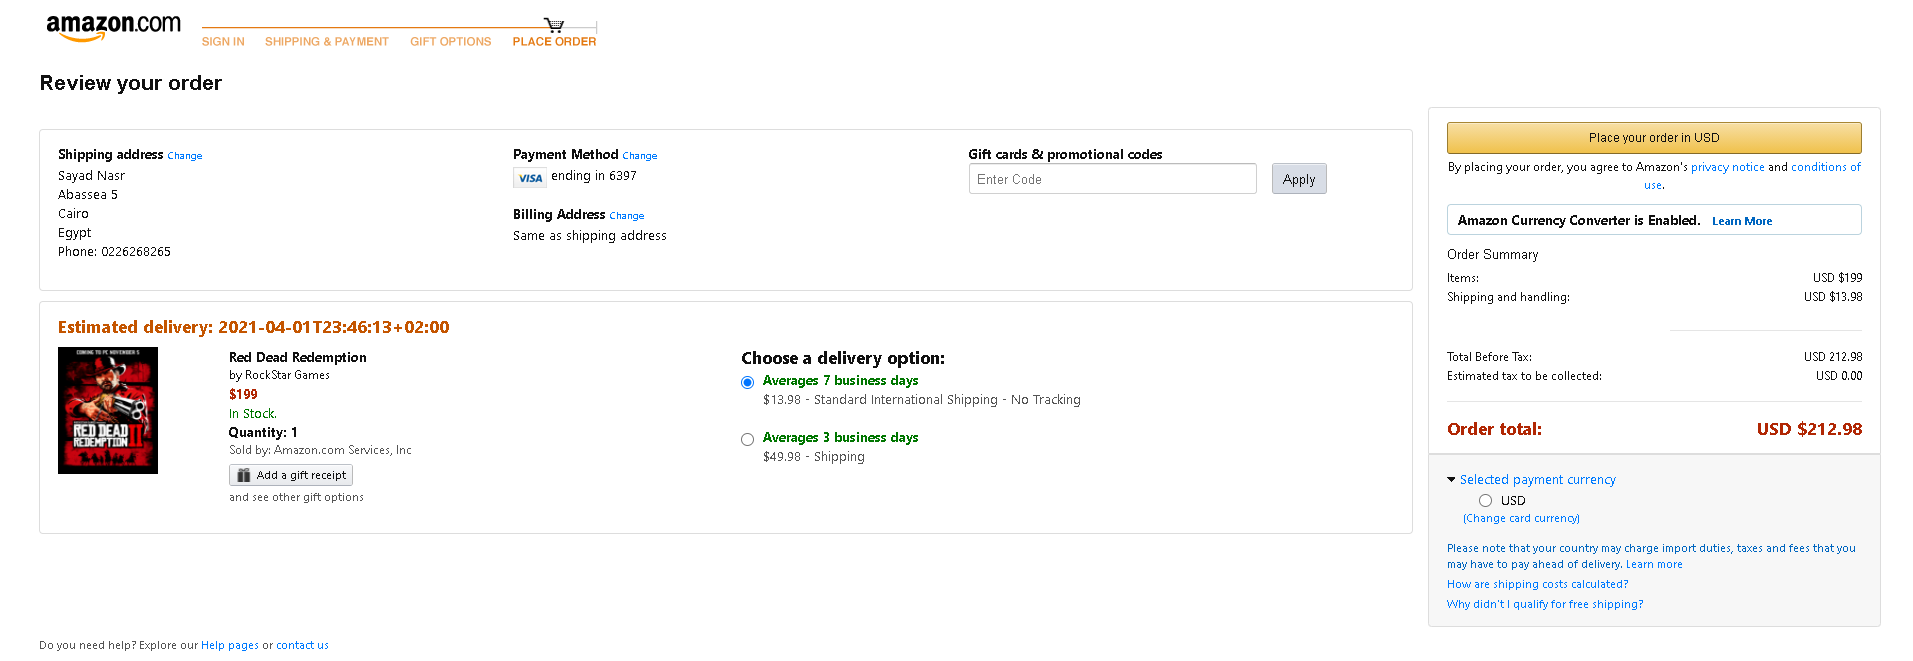 amazon.com
SIGN IN SHIPPING & PAYMENT GIFT OPTIONS PLACE ORDER
Review your order
Shipping address Change
Sayad Nasr
Abassea 5
Cairo
Egypt
Phone: 0226268265
Payment Method Change
VISA ending in 6397
Billing Address Change
Same as shipping address
Gift cards & promotional codes
Enter Code Apply
Estimated delivery: 2021-04-01T23:46:13+02:00
COMING TO PC NOVEMBER 5
RED DEAD
REDEMPTION
II
Red Dead Redemption
by RockStar Games
$199
In Stock.
Quantity: 1
Sold by: Amazon.com Services, Inc
Add a gift receipt
and see other gift options
Choose a delivery option:
Averages 7 business days
$13.98 - Standard International Shipping - No Tracking
Averages 3 business days
$49.98 - Shipping
Place your order in USD
By placing your order, you agree to Amazon's privacy notice and conditions of
use.
Amazon Currency Converter is Enabled. Learn More
Order Summary
Items: USD $199
Shipping and handling: USD $13.98
Total Before Tax: USD 212.98
Estimated tax to be collected: USD 0.00
Order total: USD $212.98
Selected payment currency
USD
(Change card currency)
Please note that your country may charge import duties, taxes and fees that you
may have to pay ahead of delivery. Learn more
How are shipping costs calculated?
Why didn't I qualify for free shipping?
Do you need help? Explore our Help pages or contact us